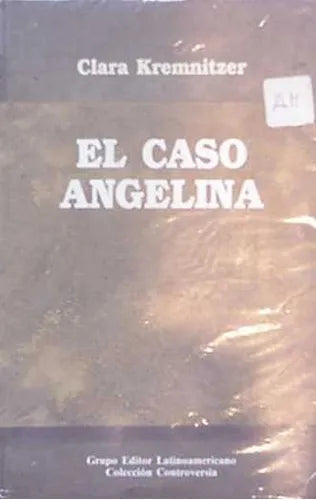 Clara Kremnitzer
EL CASO
ANGELINA
Grupo Editor Latinoamericano
Colección Controversia